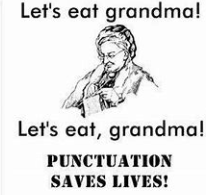 Let's eat grandma!
Let's eat, grandma!
PUNCTUATION
SAVES LIVES!